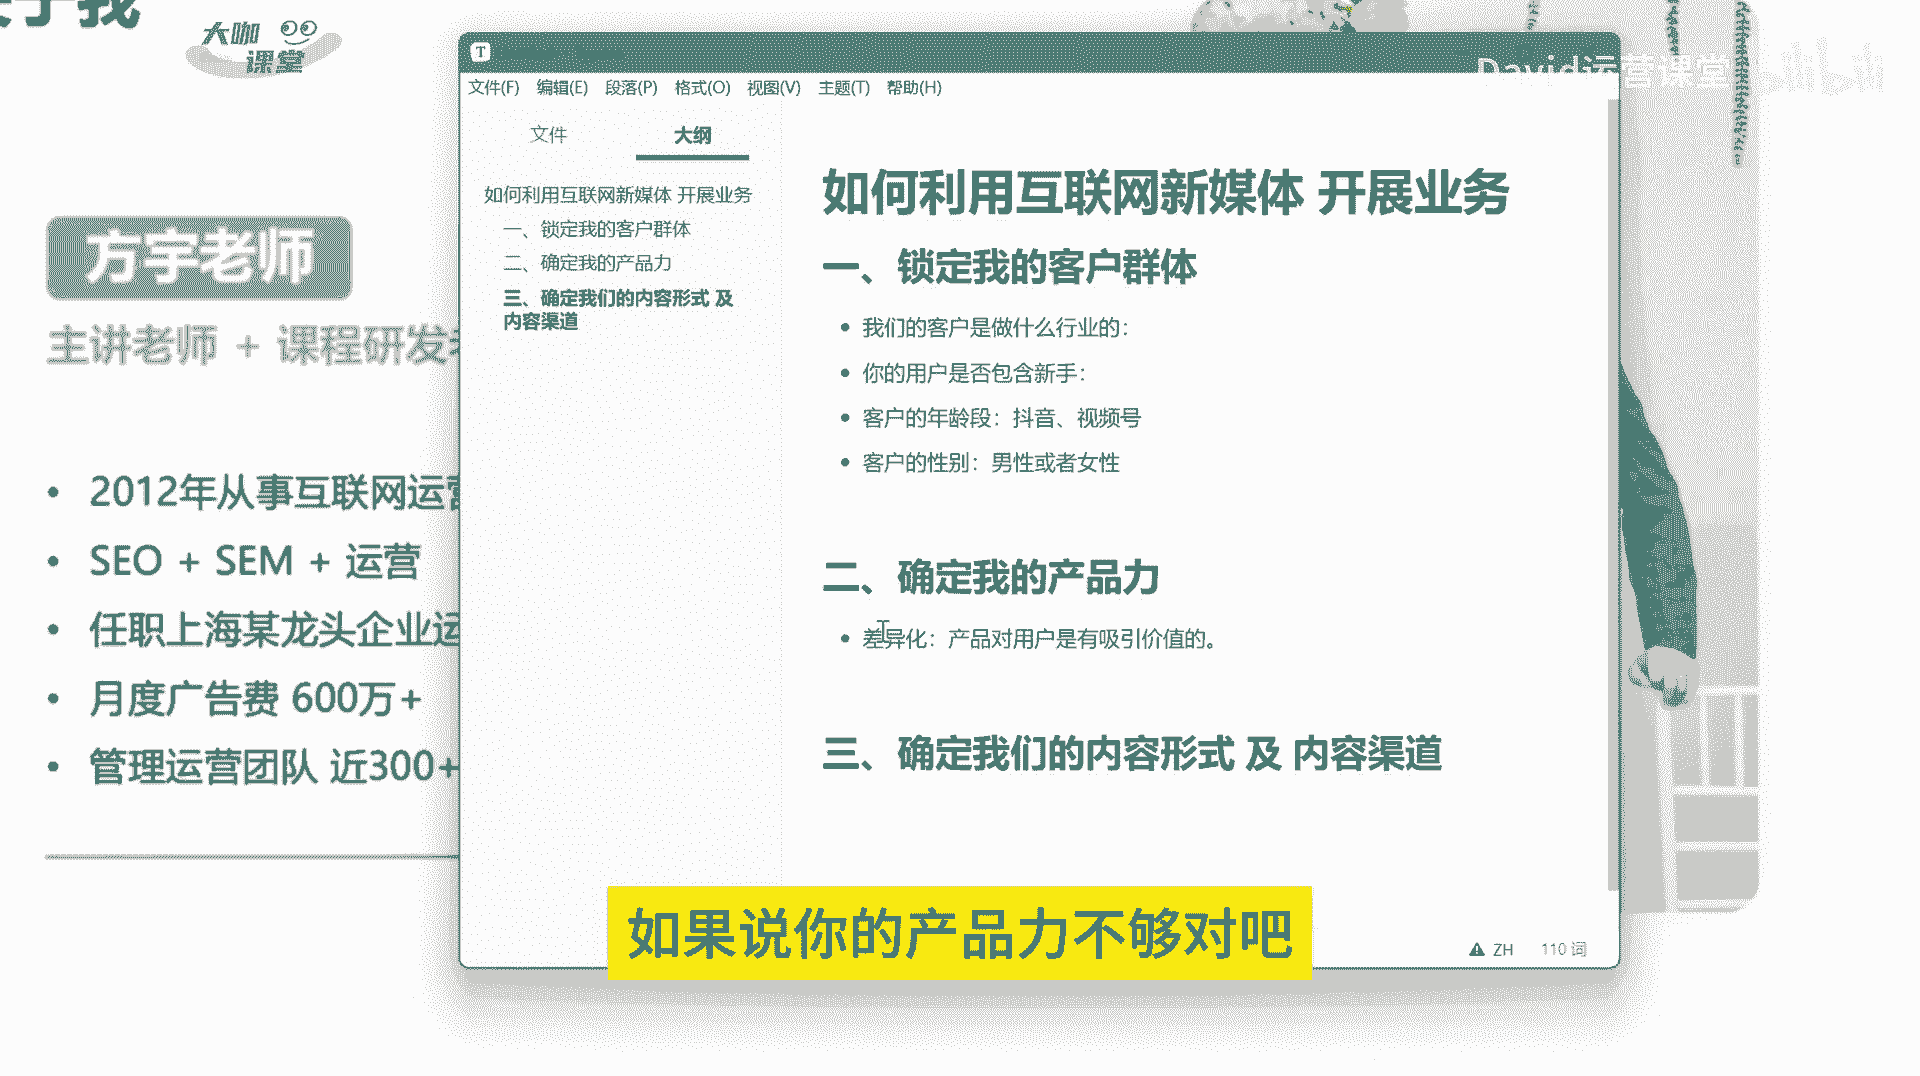 大咖
课堂
T
David运营课堂
bilibili
文件(F) 编辑(E) 段落(P) 格式(O) 视图(V) 主题(T) 帮助(H)
文件 大纲
如何利用互联网新媒体 开展业务
一、锁定我的客户群体
二、确定我的产品力
三、确定我们的内容形式 及
内容渠道
如何利用互联网新媒体 开展业务
一、锁定我的客户群体
我们的客户是做什么行业的：
你的用户是否包含新手：
客户的年龄段：抖音、视频号
客户的性别：男性或者女性
二、确定我的产品力
差异化：产品对用户是有吸引价值的。
三、确定我们的内容形式 及 内容渠道
ZH 110 词
方宇老师
主讲老师 + 课程研发
• 2012年从事互联网运营
• SEO + SEM + 运营
• 任职上海某龙头企业运
• 月度广告费 600万+
• 管理运营团队 近300+
如果说你的产品力不够对吧